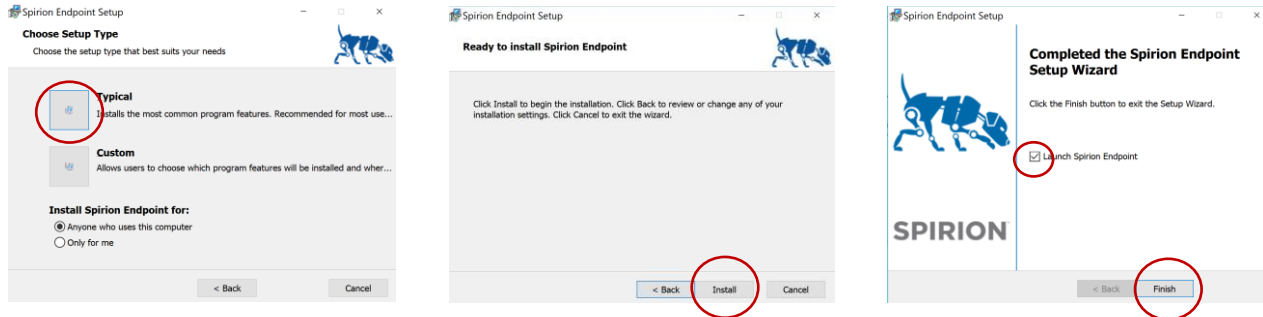 Spirion Endpoint Setup
Choose Setup Type
Choose the setup type that best suits your needs
Typical
Installs the most common program features. Recommended for most use...
Custom
Allows users to choose which program features will be installed and wher...
Install Spirion Endpoint for:
Anyone who uses this computer
Only for me
< Back
Cancel
Spirion Endpoint Setup
Ready to install Spirion Endpoint
Click Install to begin the installation. Click Back to review or change any of your
installation settings. Click Cancel to exit the wizard.
< Back
Install
Cancel
Spirion Endpoint Setup
Completed the Spirion Endpoint
Setup Wizard
Click the Finish button to exit the Setup Wizard.
Launch Spirion Endpoint
SPIRION
< Back
Finish